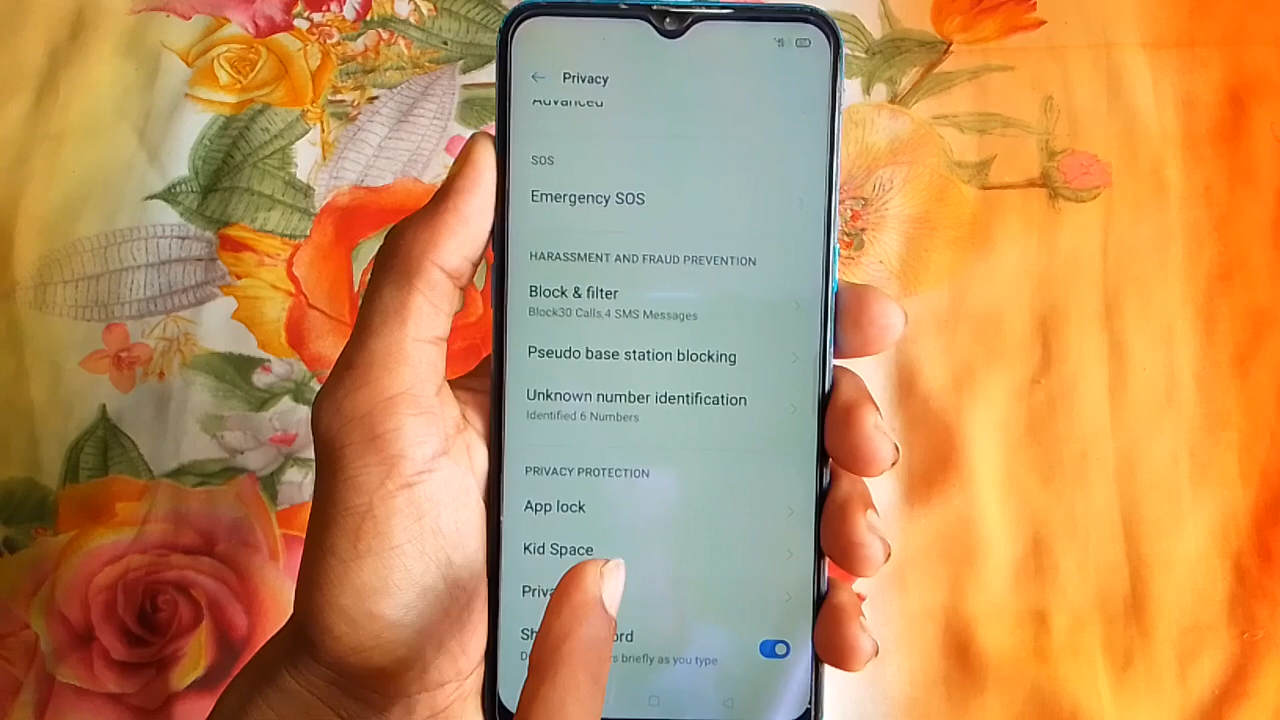 Privacy
Advanced
SOS
Emergency SOS
HARASSMENT AND FRAUD PREVENTION
Block & filter
Block30 Calls,4 SMS Messages
Pseudo base station blocking
Unknown number identification
Identified 6 Numbers
PRIVACY PROTECTION
App lock
Kid Space
briefly as you type